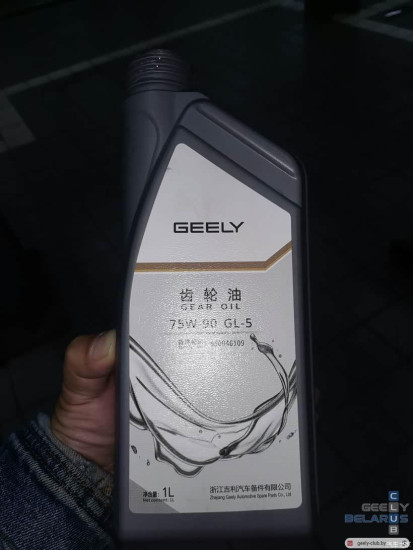 GEELY
齿轮油
GEAR OIL
75W-90 GL-5
净含量: 1L
浙江吉利汽车备件有限公司
Zhejiang Geely Automotive Spare Parts Co., Ltd
GEELY
BELARUS
CLUB
geely-club.by